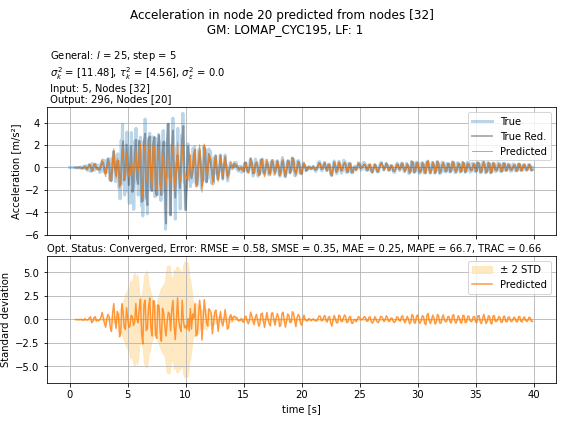 Acceleration in node 20 predicted from nodes [32]
GM: LOMAP_CYC195, LF: 1
General: l = 25, step = 5
σ²ₖ = [11.48], τ²ₖ = [4.56], σ²ε = 0.0
Input: 5, Nodes [32]
Output: 296, Nodes [20]
Acceleration [m/s²]
4
2
0
−2
−4
−6
True
True Red.
Predicted
Opt. Status: Converged, Error: RMSE = 0.58, SMSE = 0.35, MAE = 0.25, MAPE = 66.7, TRAC = 0.66
Standard deviation
5.0
2.5
0.0
−2.5
−5.0
± 2 STD
Predicted
0 5 10 15 20 25 30 35 40
time [s]